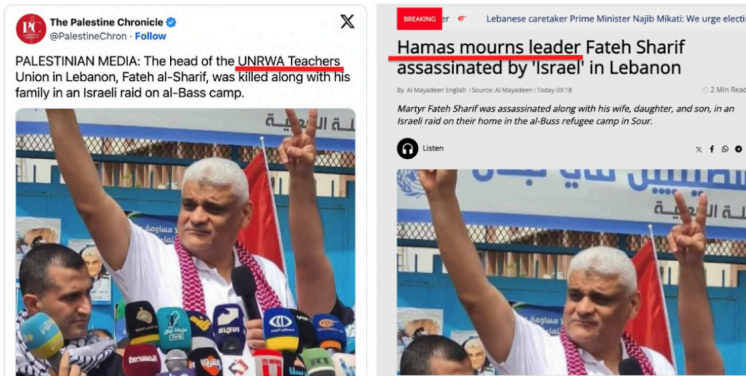 The Palestine Chronicle
@PalestineChron · Follow
X
PALESTINIAN MEDIA: The head of the UNRWA Teachers
Union in Lebanon, Fateh al-Sharif, was killed along with his
family in an Israeli raid on al-Bass camp.
BREAKING
er
Lebanese caretaker Prime Minister Najib Mikati: We urge electi
Hamas mourns leader Fateh Sharif
assassinated by 'Israel' in Lebanon
By Al Mayadeen English | Source: Al Mayadeen | Today 09:18
2 Min Read
Martyr Fateh Sharif was assassinated along with his wife, daughter, and son, in an
Israeli raid on their home in the al-Buss refugee camp in Sour.
Listen